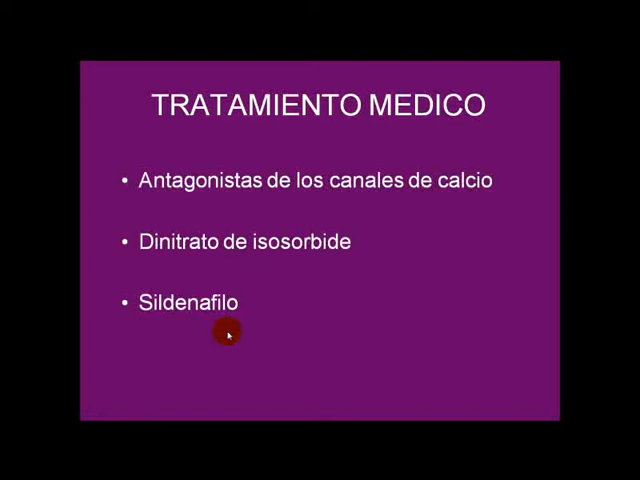 TRATAMIENTO MEDICO
• Antagonistas de los canales de calcio
• Dinitrato de isosorbide
• Sildenafilo